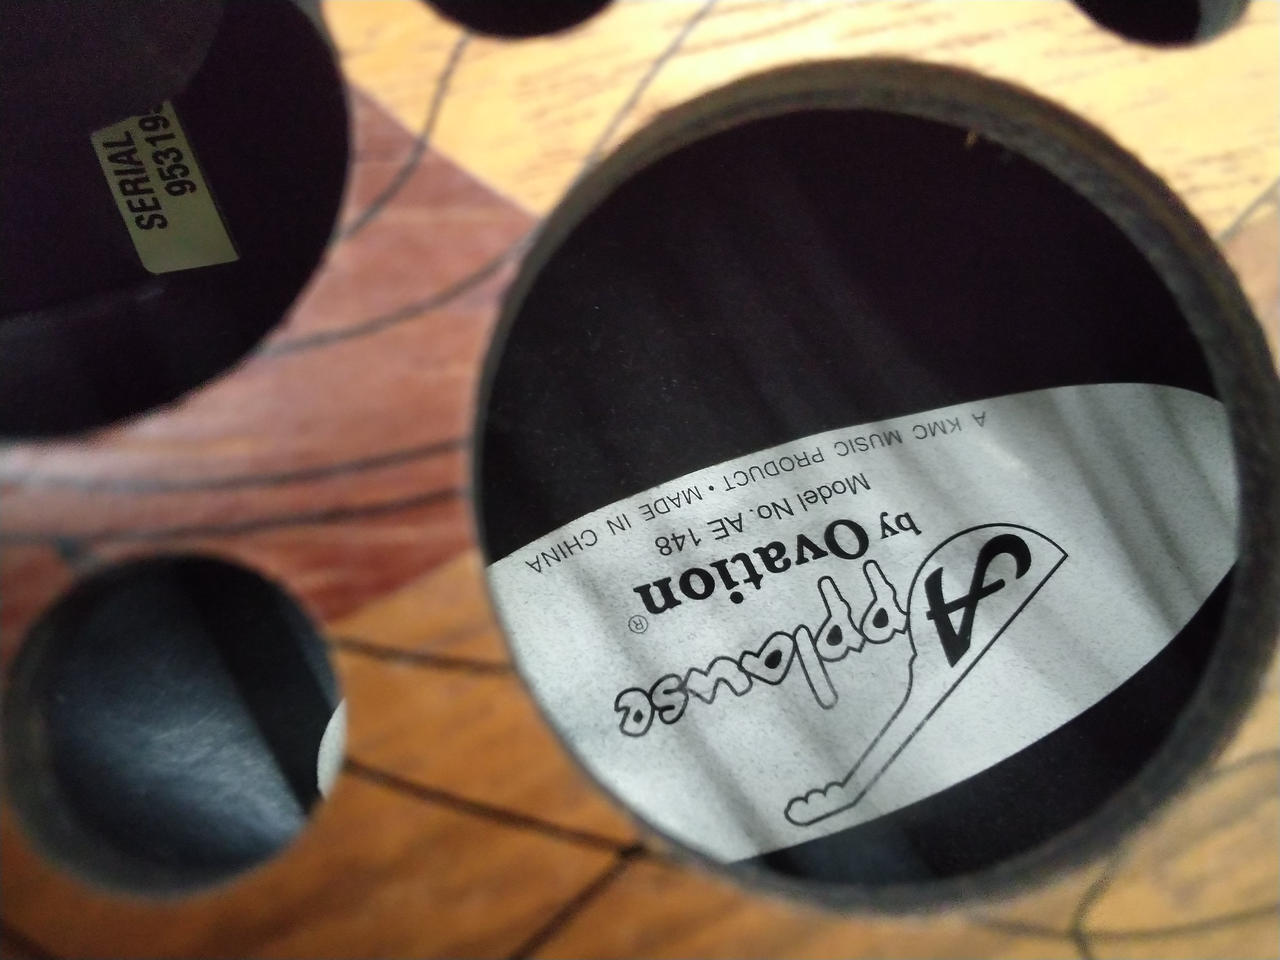 SERIAL
95319
A
Applause
by Ovation®
Model No. AE 148
A KMC MUSIC PRODUCT • MADE IN CHINA